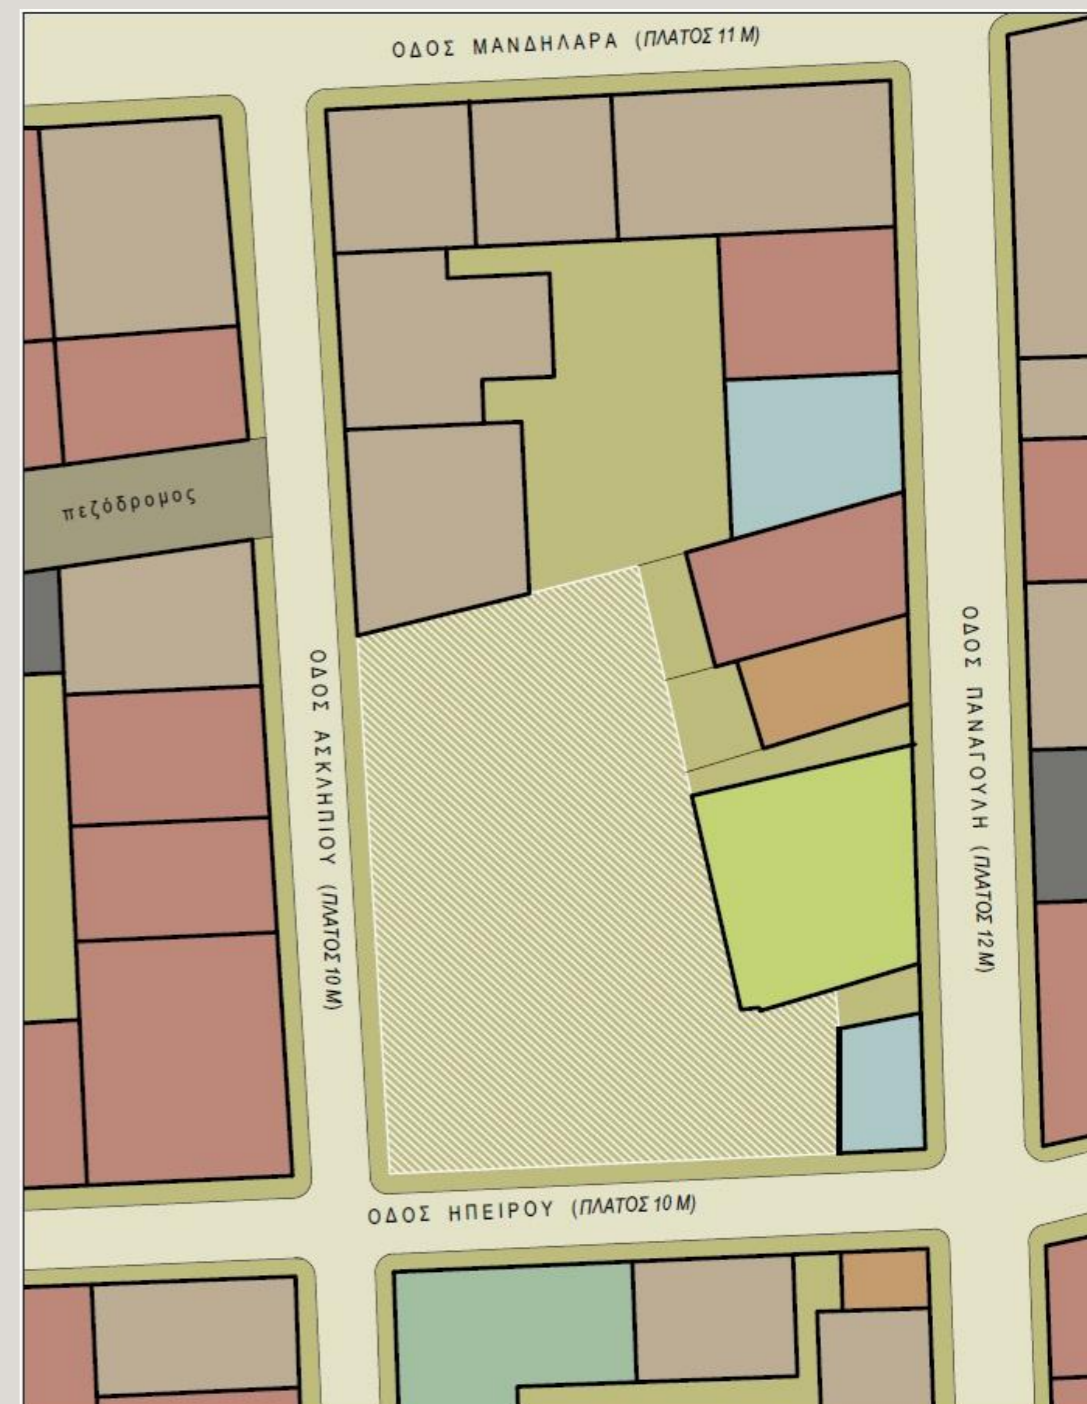 ΟΔΟΣ ΜΑΝΔΗΛΑΡΑ (ΠΛΑΤΟΣ 11 Μ)
πεζόδρομος
ΟΔΟΣ ΑΣΚΛΗΠΙΟΥ (ΠΛΑΤΟΣ 10 Μ)
ΟΔΟΣ ΠΑΝΑΓΟΥΛΗ (ΠΛΑΤΟΣ 12 Μ)
ΟΔΟΣ ΗΠΕΙΡΟΥ (ΠΛΑΤΟΣ 10 Μ)